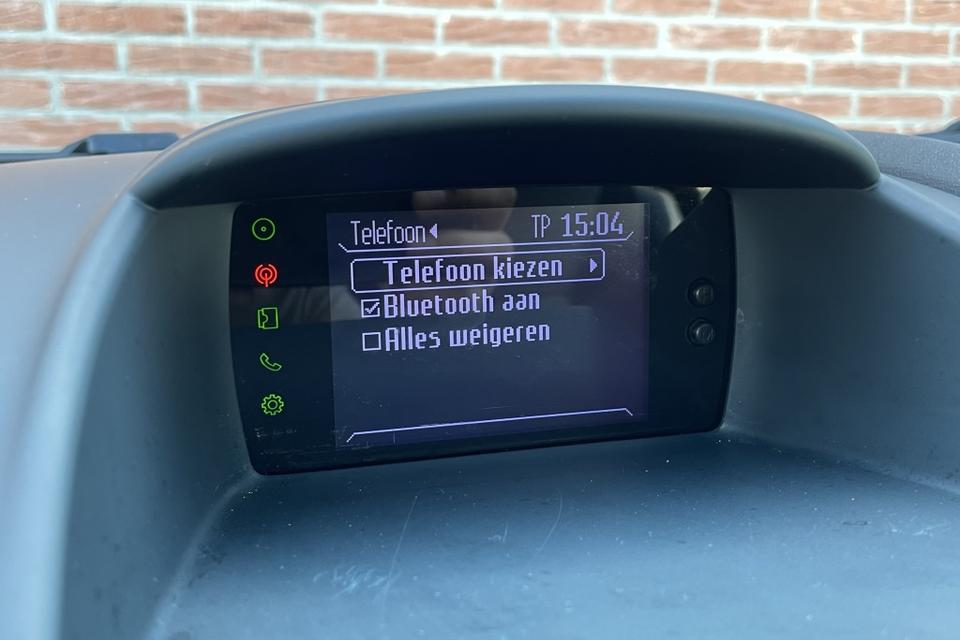 Telefoon
TP 15:04
Telefoon kiezen
Bluetooth aan
Alles weigeren